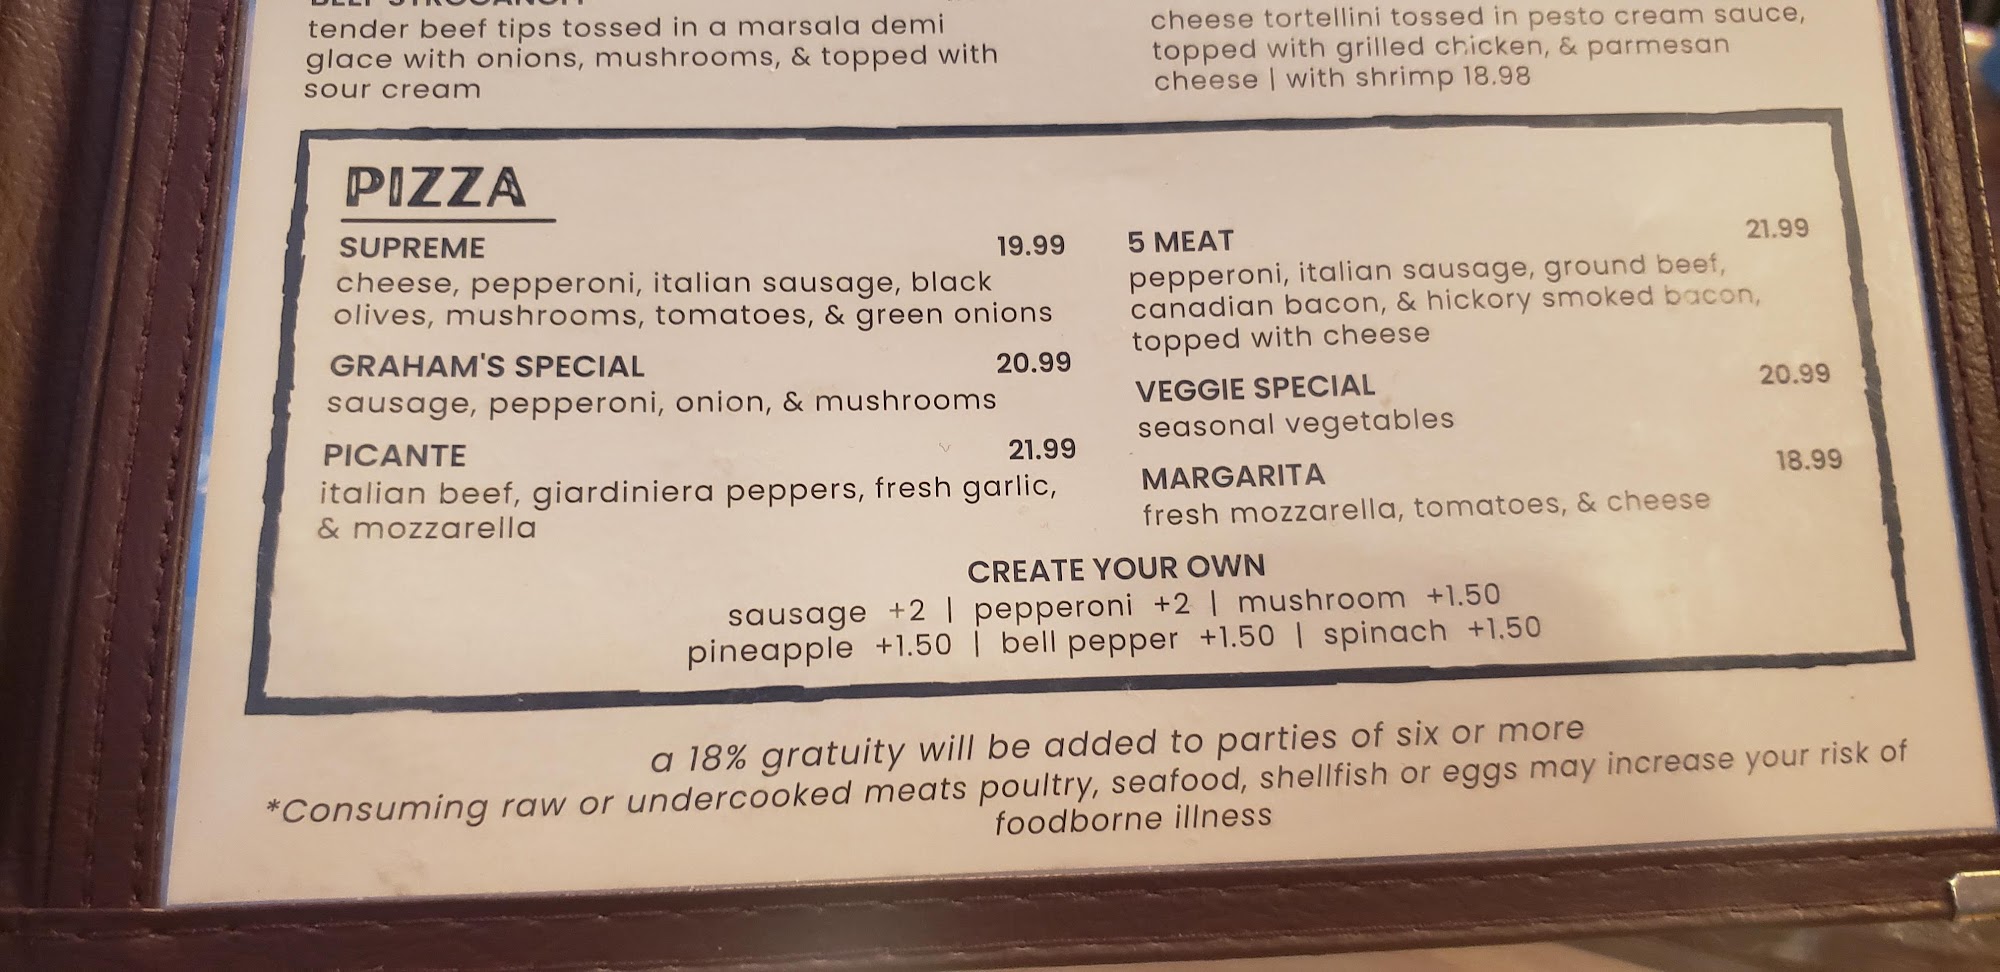 BEEF STROGANOFF
tender beef tips tossed in a marsala demi
glace with onions, mushrooms, & topped with
sour cream
cheese tortellini tossed in pesto cream sauce,
topped with grilled chicken, & parmesan
cheese | with shrimp 18.98
PIZZA
SUPREME 19.99
cheese, pepperoni, italian sausage, black
olives, mushrooms, tomatoes, & green onions
GRAHAM'S SPECIAL 20.99
sausage, pepperoni, onion, & mushrooms
PICANTE 21.99
italian beef, giardiniera peppers, fresh garlic,
& mozzarella
5 MEAT 21.99
pepperoni, italian sausage, ground beef,
canadian bacon, & hickory smoked bacon,
topped with cheese
VEGGIE SPECIAL 20.99
seasonal vegetables
MARGARITA 18.99
fresh mozzarella, tomatoes, & cheese
CREATE YOUR OWN
sausage +2 | pepperoni +2 | mushroom +1.50
pineapple +1.50 | bell pepper +1.50 | spinach +1.50
a 18% gratuity will be added to parties of six or more
*Consuming raw or undercooked meats poultry, seafood, shellfish or eggs may increase your risk of
foodborne illness